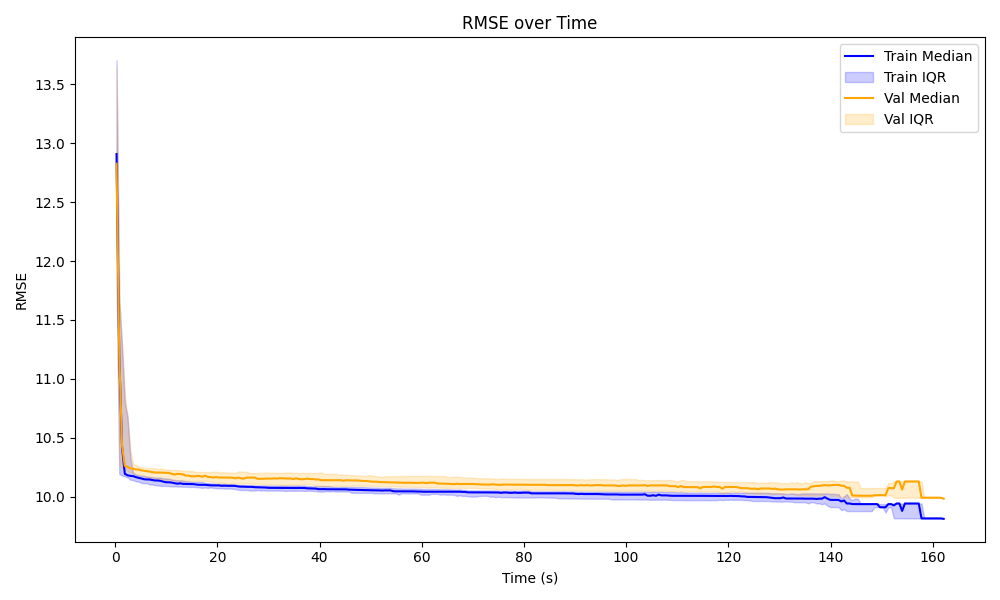 RMSE over Time
Train Median
Train IQR
Val Median
Val IQR
13.5
13.0
12.5
12.0
11.5
11.0
10.5
10.0
RMSE
0 20 40 60 80 100 120 140 160
Time (s)